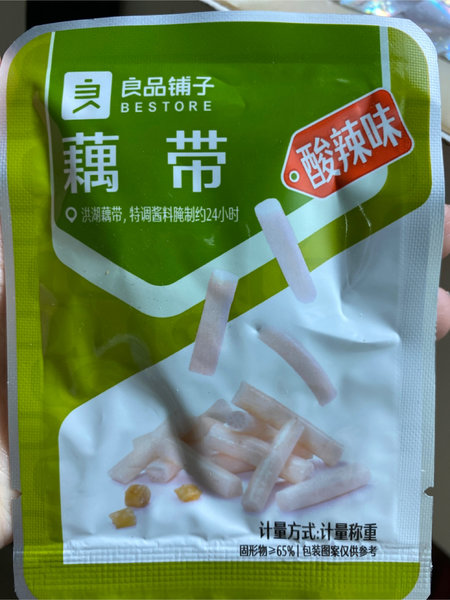 良品铺子
BESTORE
藕带
酸辣味
洪湖藕带，特调酱料腌制约24小时
计量方式:计量称重
固形物≥65% | 包装图案仅供参考